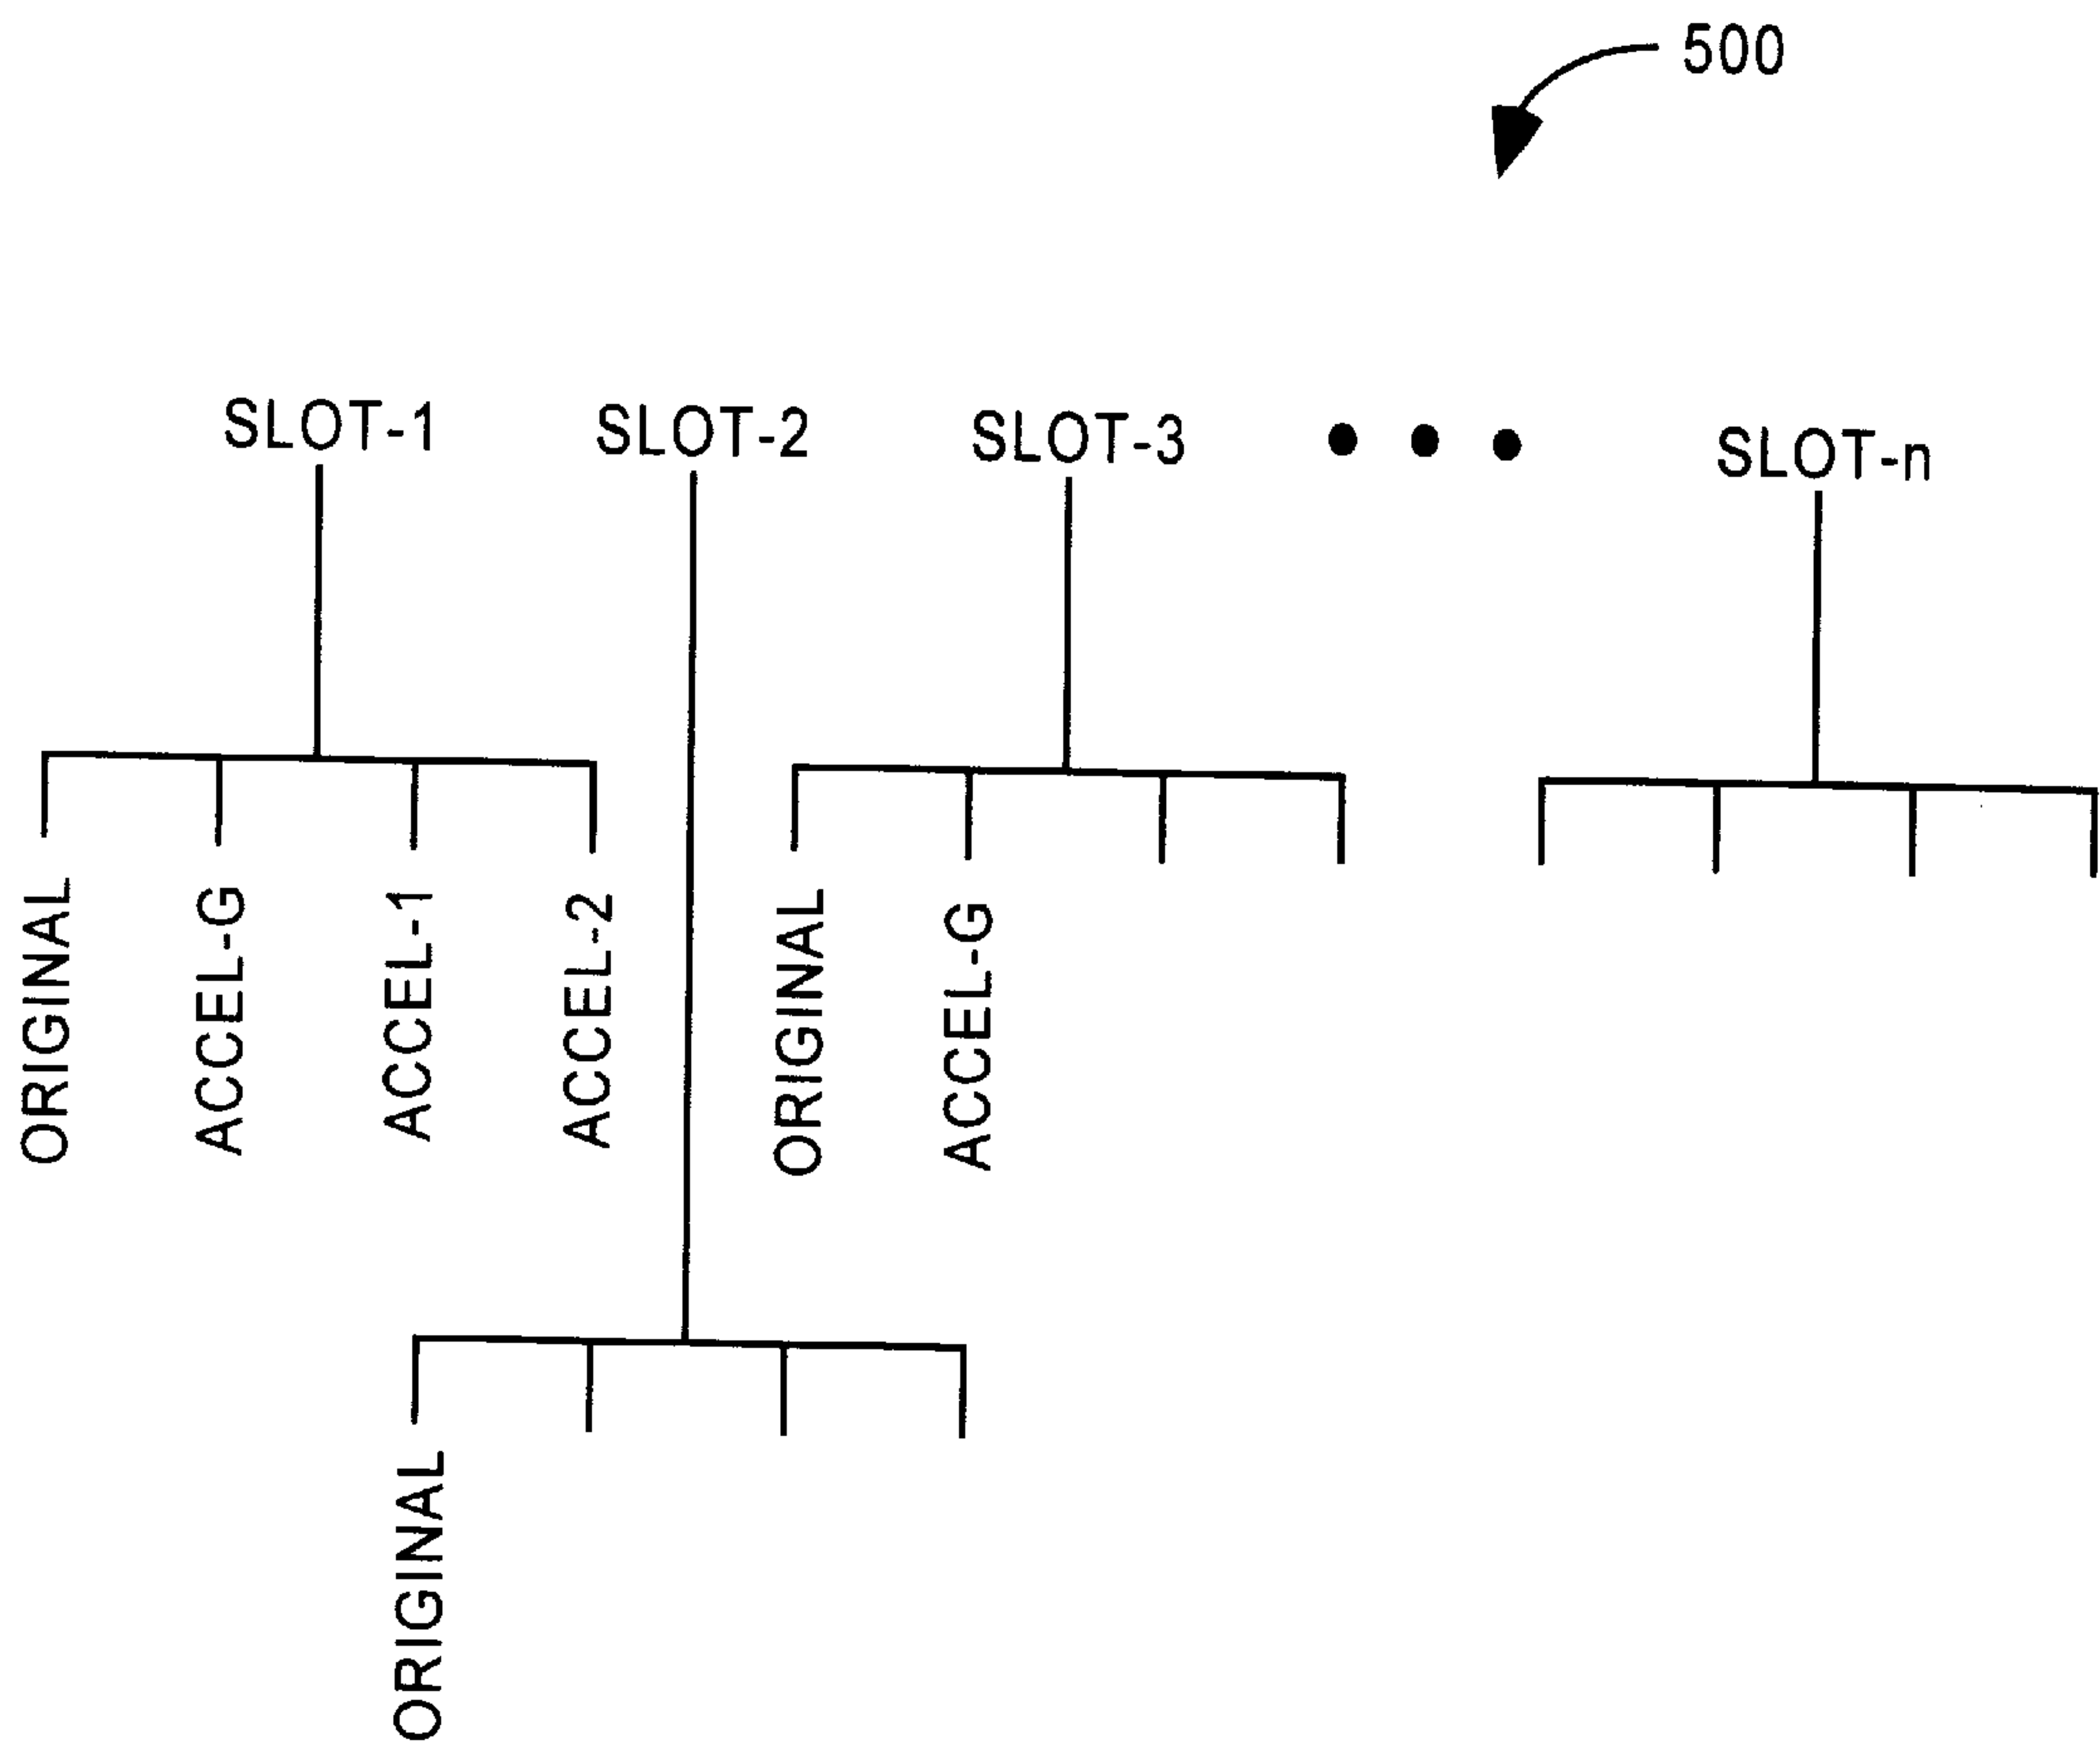 500
SLOT-1
SLOT-2
SLOT-3
SLOT-n
ORIGINAL
ACCEL-G
ACCEL-1
ACCEL-2
ORIGINAL
ACCEL-G
ORIGINAL